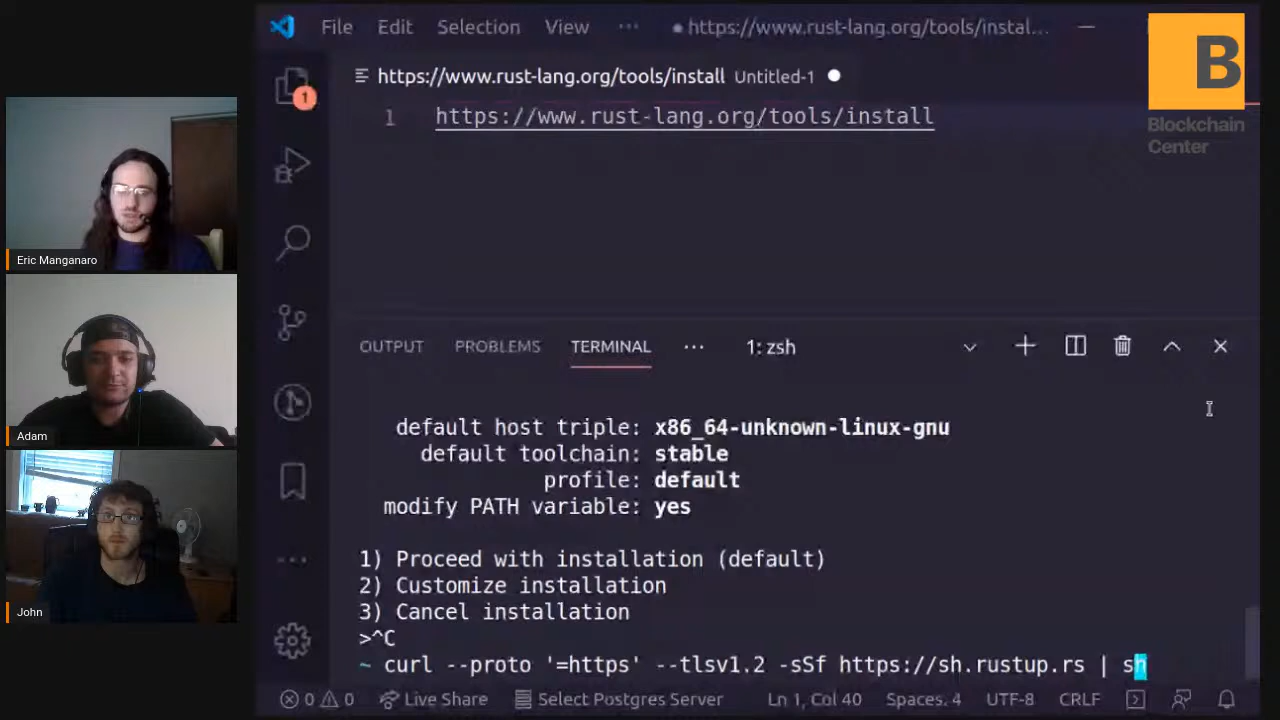 File Edit Selection View ··· ● https://www.rust-lang.org/tools/instal...
B
Blockchain
Center
https://www.rust-lang.org/tools/install Untitled-1
1 https://www.rust-lang.org/tools/install
1
Eric Manganaro
Adam
John
OUTPUT PROBLEMS TERMINAL ··· 1: zsh
default host triple: x86_64-unknown-linux-gnu
default toolchain: stable
profile: default
modify PATH variable: yes
1) Proceed with installation (default)
2) Customize installation
3) Cancel installation
>^C
~ curl --proto '=https' --tlsv1.2 -sSf https://sh.rustup.rs | sh
0 0 Live Share Select Postgres Server Ln 1, Col 40 Spaces: 4 UTF-8 CRLF